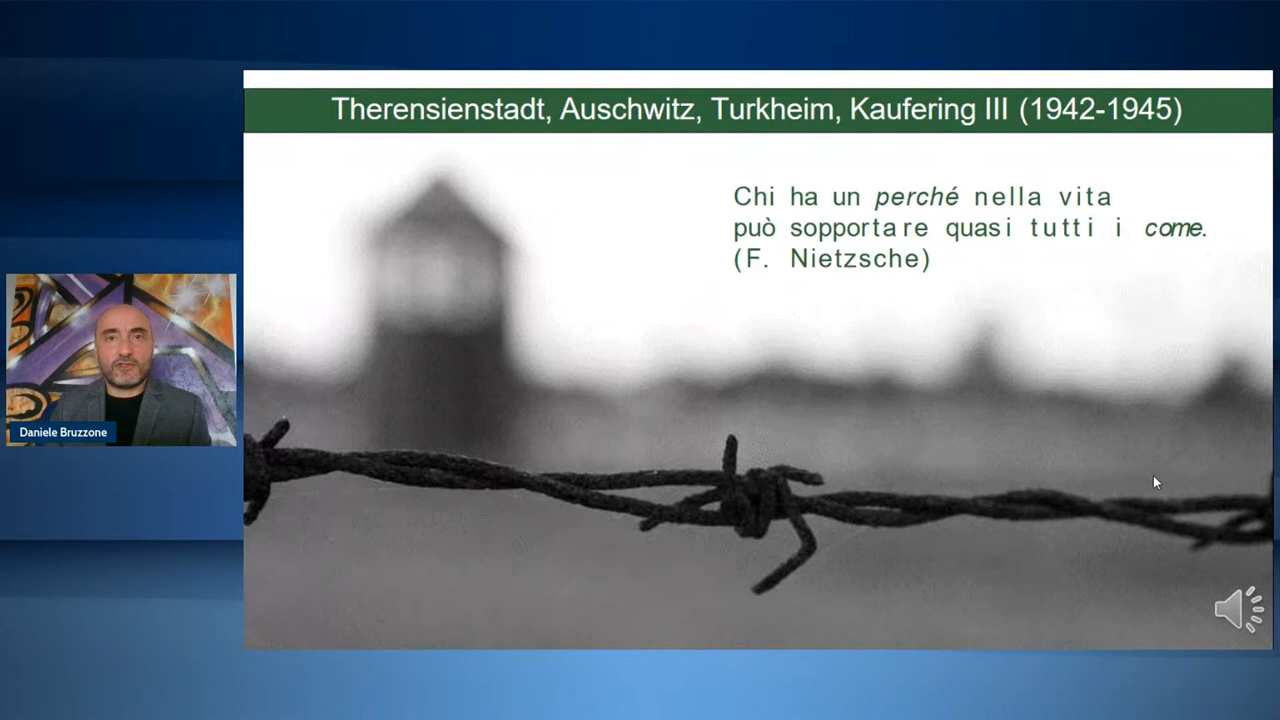 Therensienstadt, Auschwitz, Turkheim, Kaufering III (1942-1945)
Chi ha un perché nella vita
può sopportare quasi tutti i come.
(F. Nietzsche)
Daniele Bruzzone